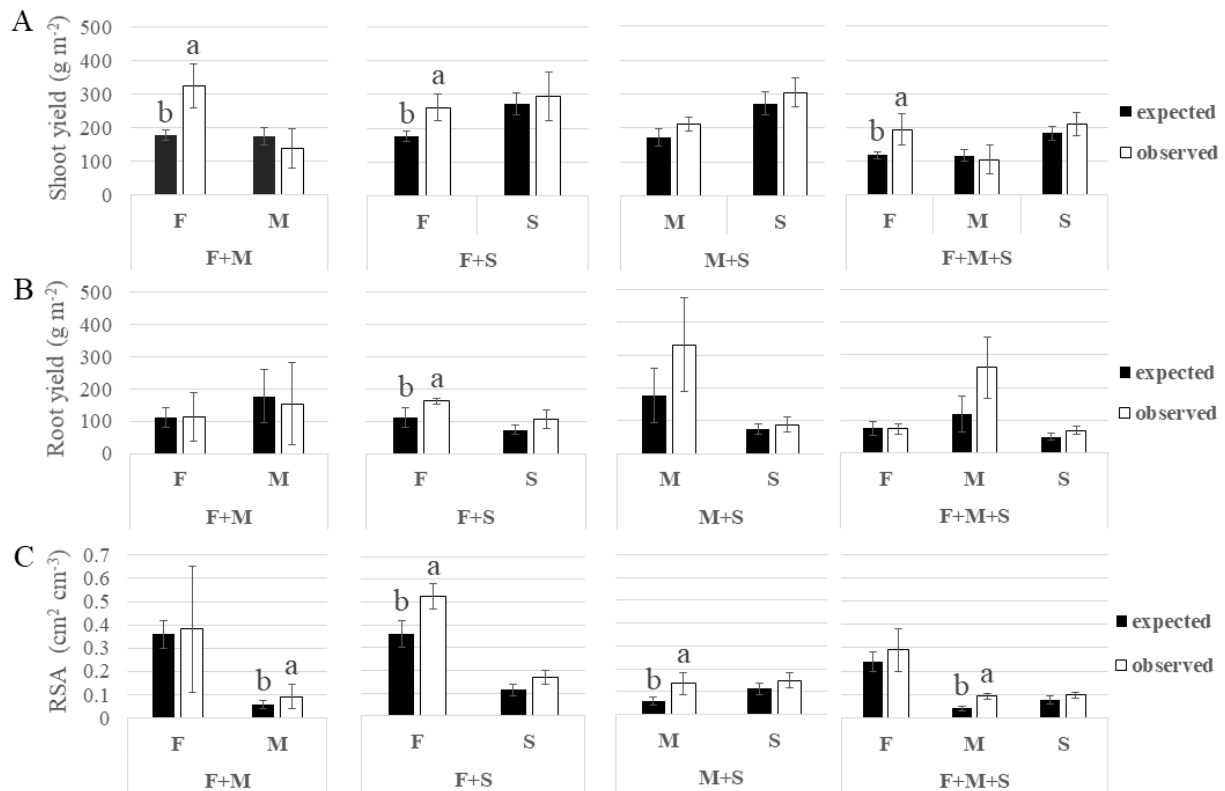 A
Shoot yield (g m-2)
500
400
300
200
100
0
b a
b a
b a
F M
F S
M S
F M S
F+M
F+S
M+S
F+M+S
expected
observed
B
Root yield (g m-2)
500
400
300
200
100
0
b a
F M
F S
M S
F M S
F+M
F+S
M+S
F+M+S
expected
observed
C
RSA (cm2 cm-3)
0.7
0.6
0.5
0.4
0.3
0.2
0.1
0
b a
b a
b a
b a
F M
F S
M S
F M S
F+M
F+S
M+S
F+M+S
expected
observed